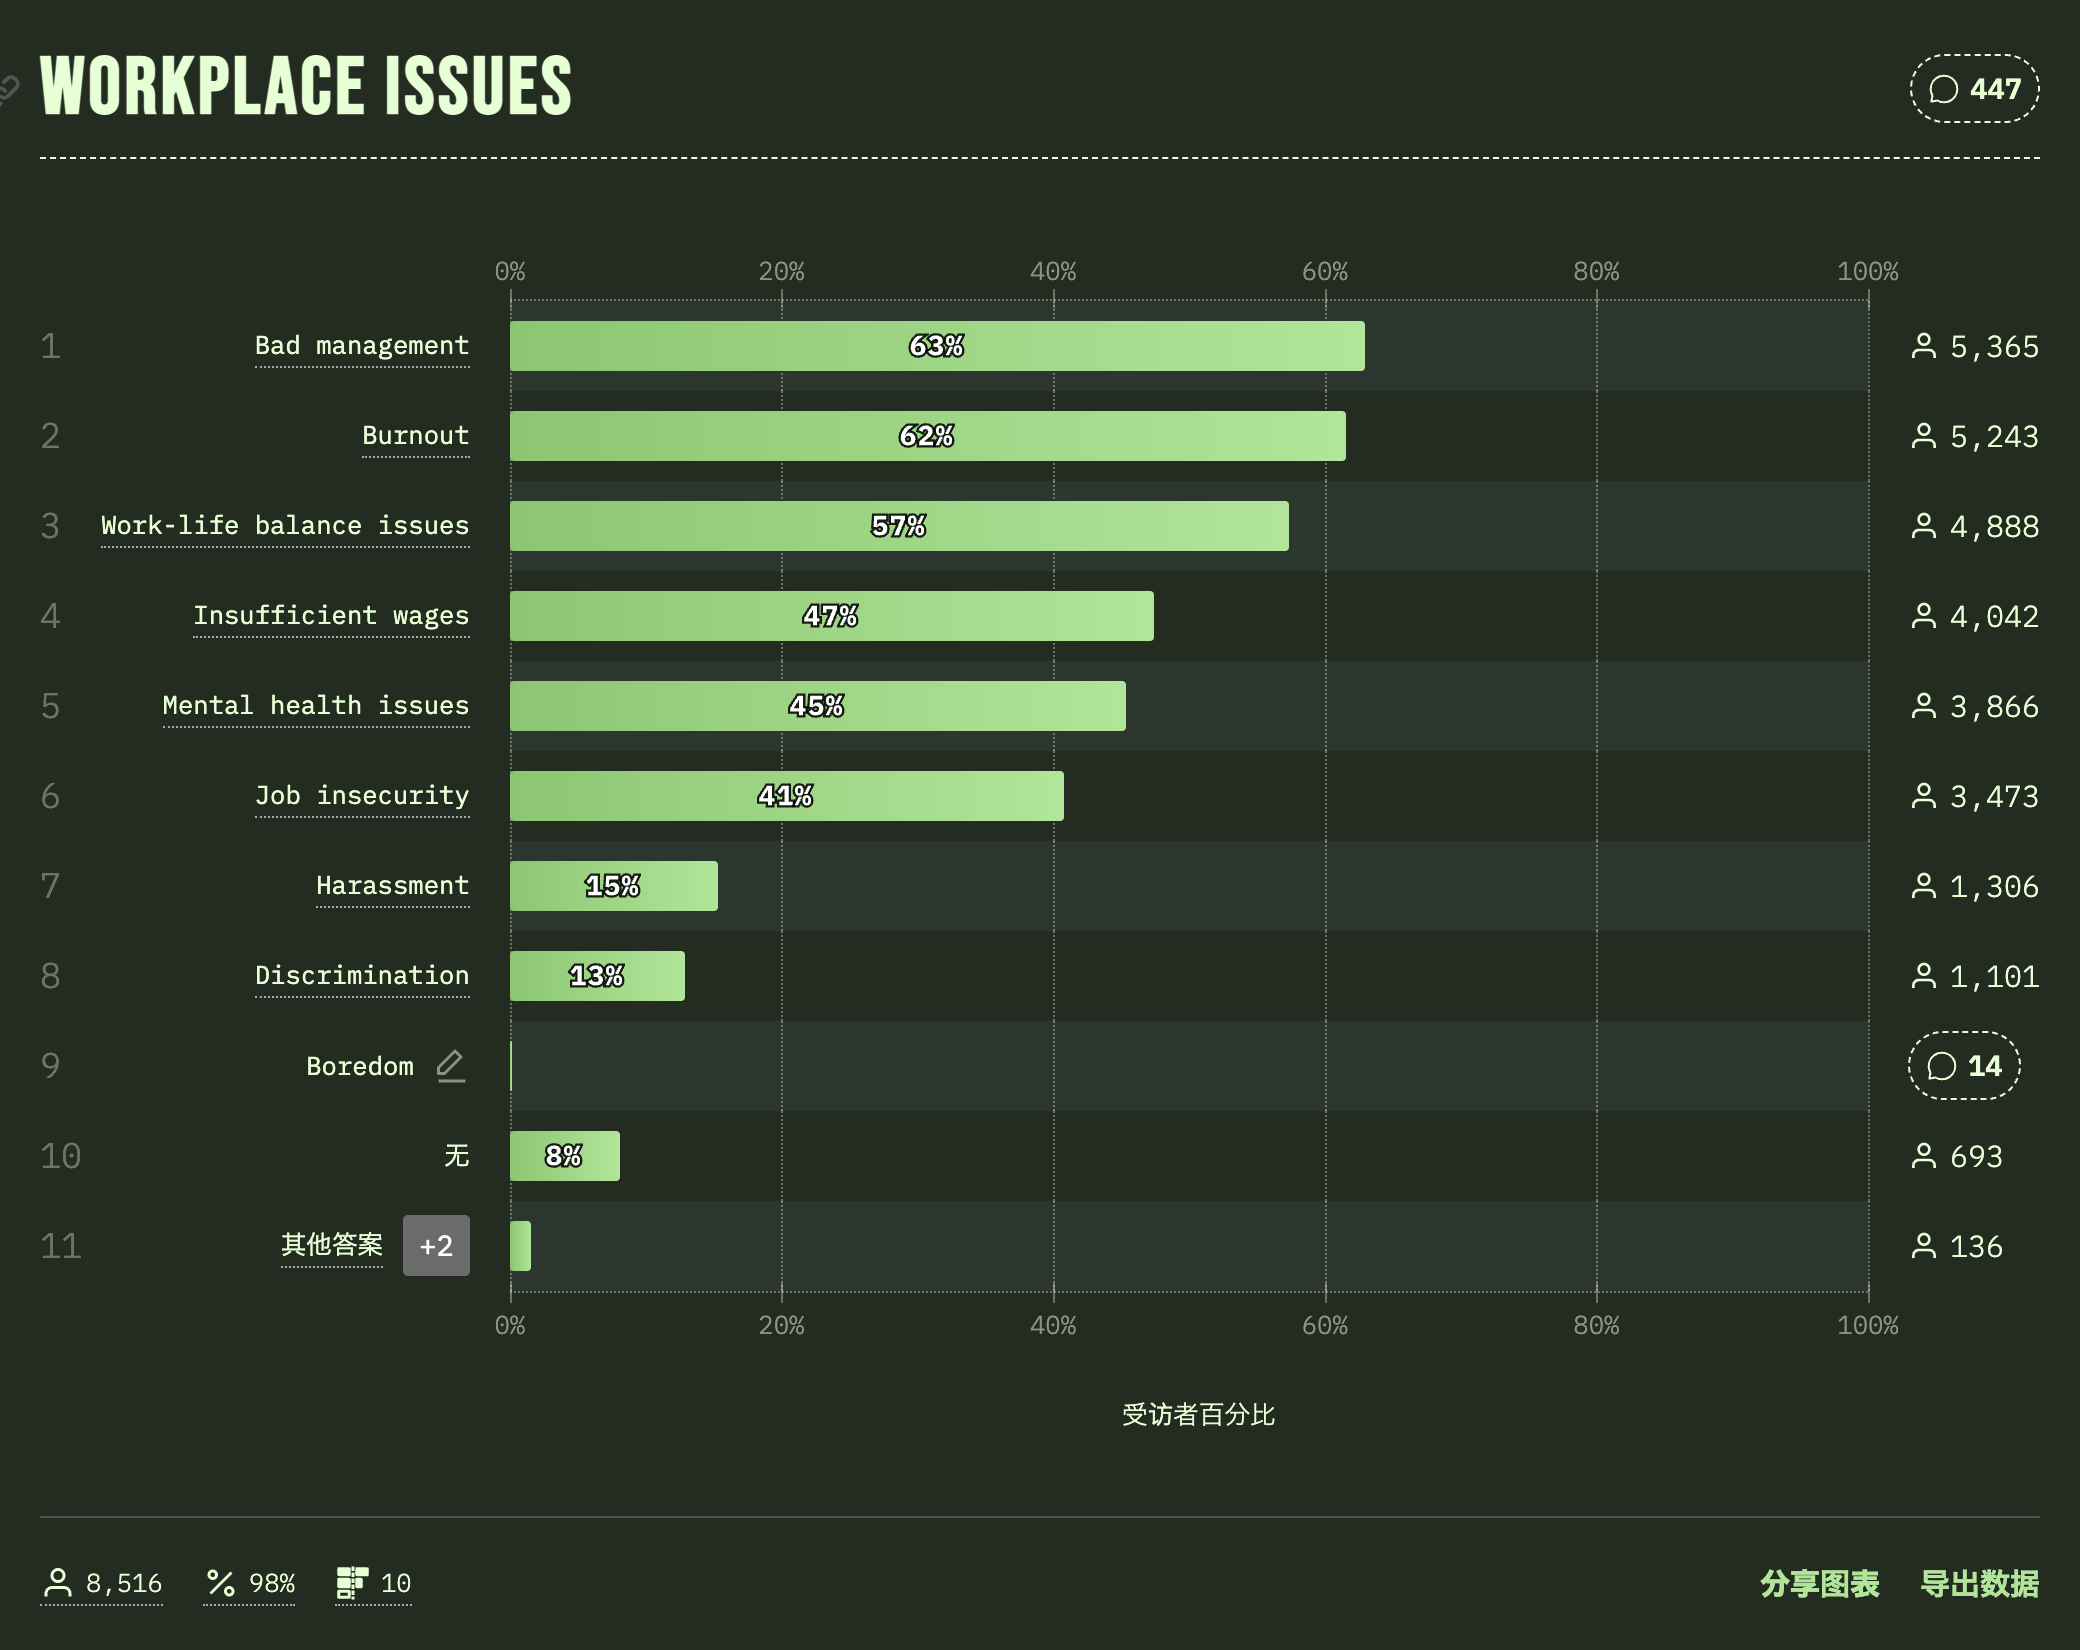 WORKPLACE ISSUES
447
0% 20% 40% 60% 80% 100%
1 Bad management 63% 5,365
2 Burnout 62% 5,243
3 Work-life balance issues 57% 4,888
4 Insufficient wages 47% 4,042
5 Mental health issues 45% 3,866
6 Job insecurity 41% 3,473
7 Harassment 15% 1,306
8 Discrimination 13% 1,101
9 Boredom 14
10 无 8% 693
11 其他答案 +2 136
0% 20% 40% 60% 80% 100%
受访者百分比
8,516 98% 10 分享图表 导出数据